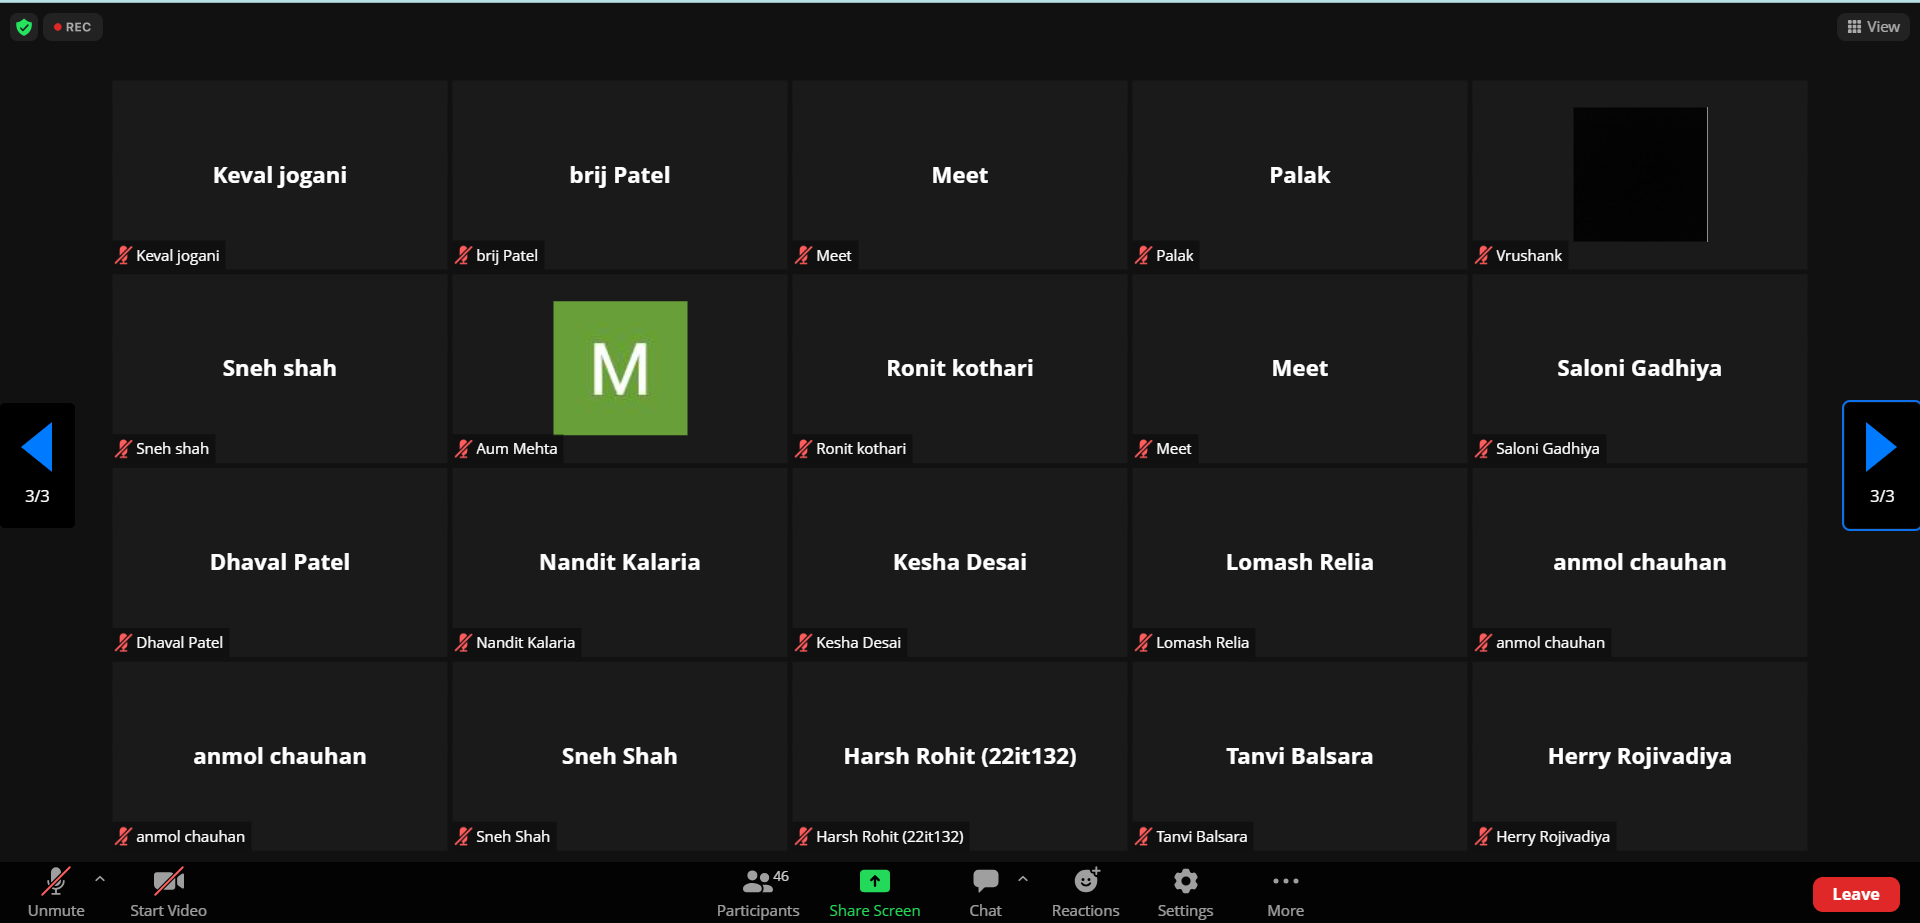 REC
View
Keval jogani
brij Patel
Meet
Palak
Keval jogani
brij Patel
Meet
Palak
Vrushank
Sneh shah
M
Ronit kothari
Meet
Saloni Gadhiya
Sneh shah
Aum Mehta
Ronit kothari
Meet
Saloni Gadhiya
3/3
3/3
Dhaval Patel
Nandit Kalaria
Kesha Desai
Lomash Relia
anmol chauhan
Dhaval Patel
Nandit Kalaria
Kesha Desai
Lomash Relia
anmol chauhan
anmol chauhan
Sneh Shah
Harsh Rohit (22it132)
Tanvi Balsara
Herry Rojivadiya
anmol chauhan
Sneh Shah
Harsh Rohit (22it132)
Tanvi Balsara
Herry Rojivadiya
Unmute
Start Video
46
Participants
Share Screen
Chat
Reactions
Settings
More
Leave